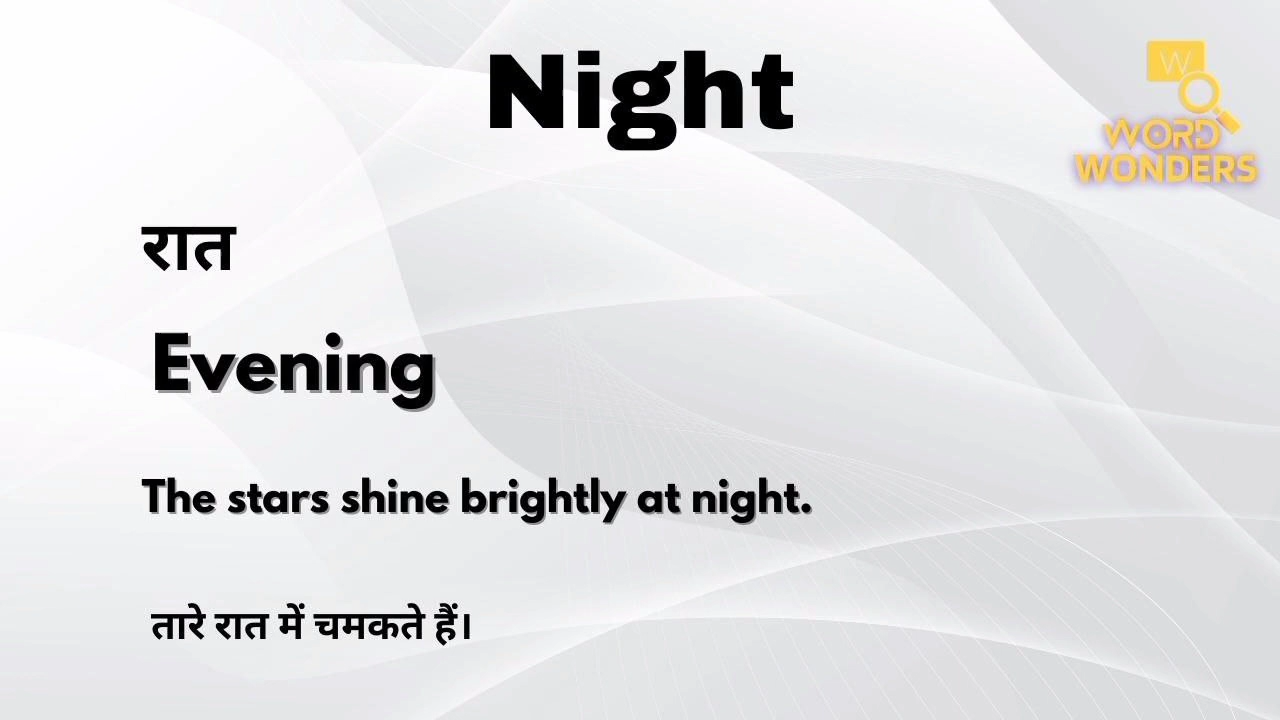 Night
W
WORD
WONDERS
रात
Evening
The stars shine brightly at night.
तारे रात में चमकते हैं।